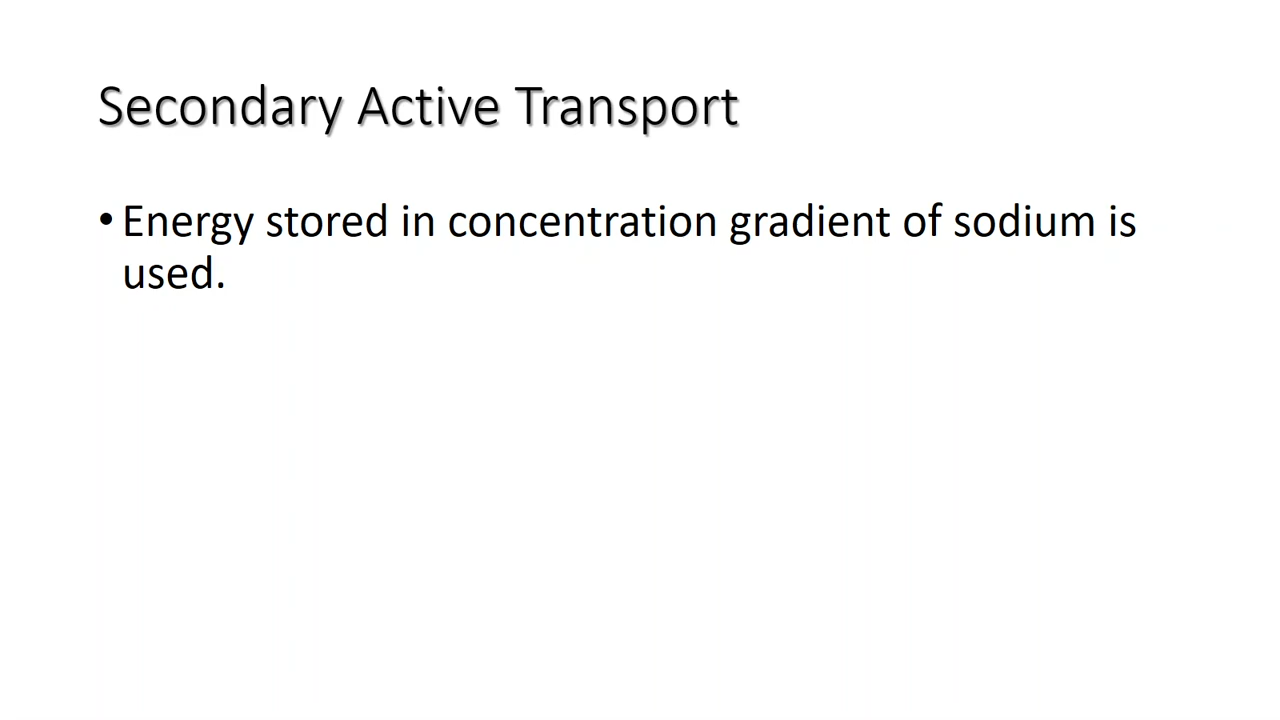 Secondary Active Transport
• Energy stored in concentration gradient of sodium is
used.